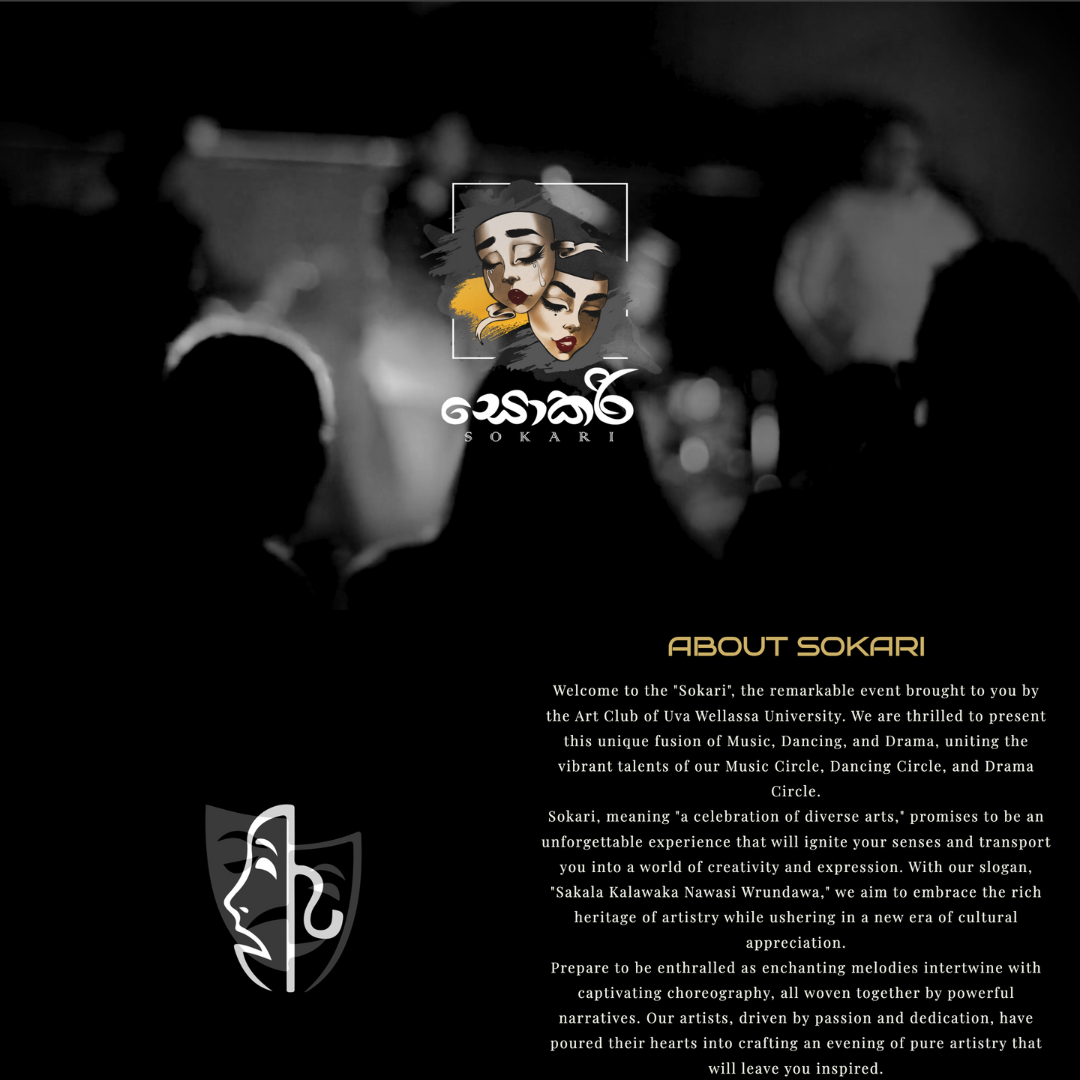 සොකරි
SOKARI
ABOUT SOKARI
Welcome to the "Sokari", the remarkable event brought to you by
the Art Club of Uva Wellassa University. We are thrilled to present
this unique fusion of Music, Dancing, and Drama, uniting the
vibrant talents of our Music Circle, Dancing Circle, and Drama
Circle.
Sokari, meaning "a celebration of diverse arts," promises to be an
unforgettable experience that will ignite your senses and transport
you into a world of creativity and expression. With our slogan,
"Sakala Kalawaka Nawasi Wrundawa," we aim to embrace the rich
heritage of artistry while ushering in a new era of cultural
appreciation.
Prepare to be enthralled as enchanting melodies intertwine with
captivating choreography, all woven together by powerful
narratives. Our artists, driven by passion and dedication, have
poured their hearts into crafting an evening of pure artistry that
will leave you inspired.